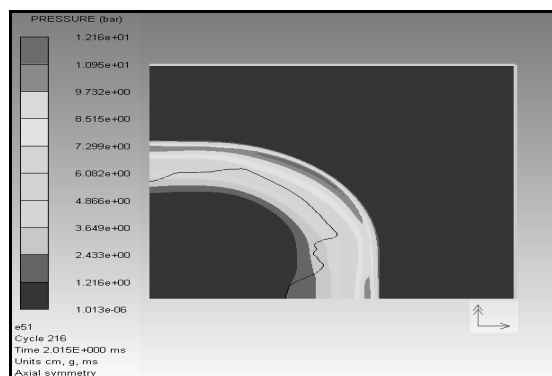 PRESSURE (bar)
1.216e+01
1.095e+01
9.732e+00
8.515e+00
7.299e+00
6.082e+00
4.866e+00
3.649e+00
2.433e+00
1.216e+00
1.013e-06
e51
Cycle 216
Time 2.015E+000 ms
Units cm, g, ms
Axial symmetry